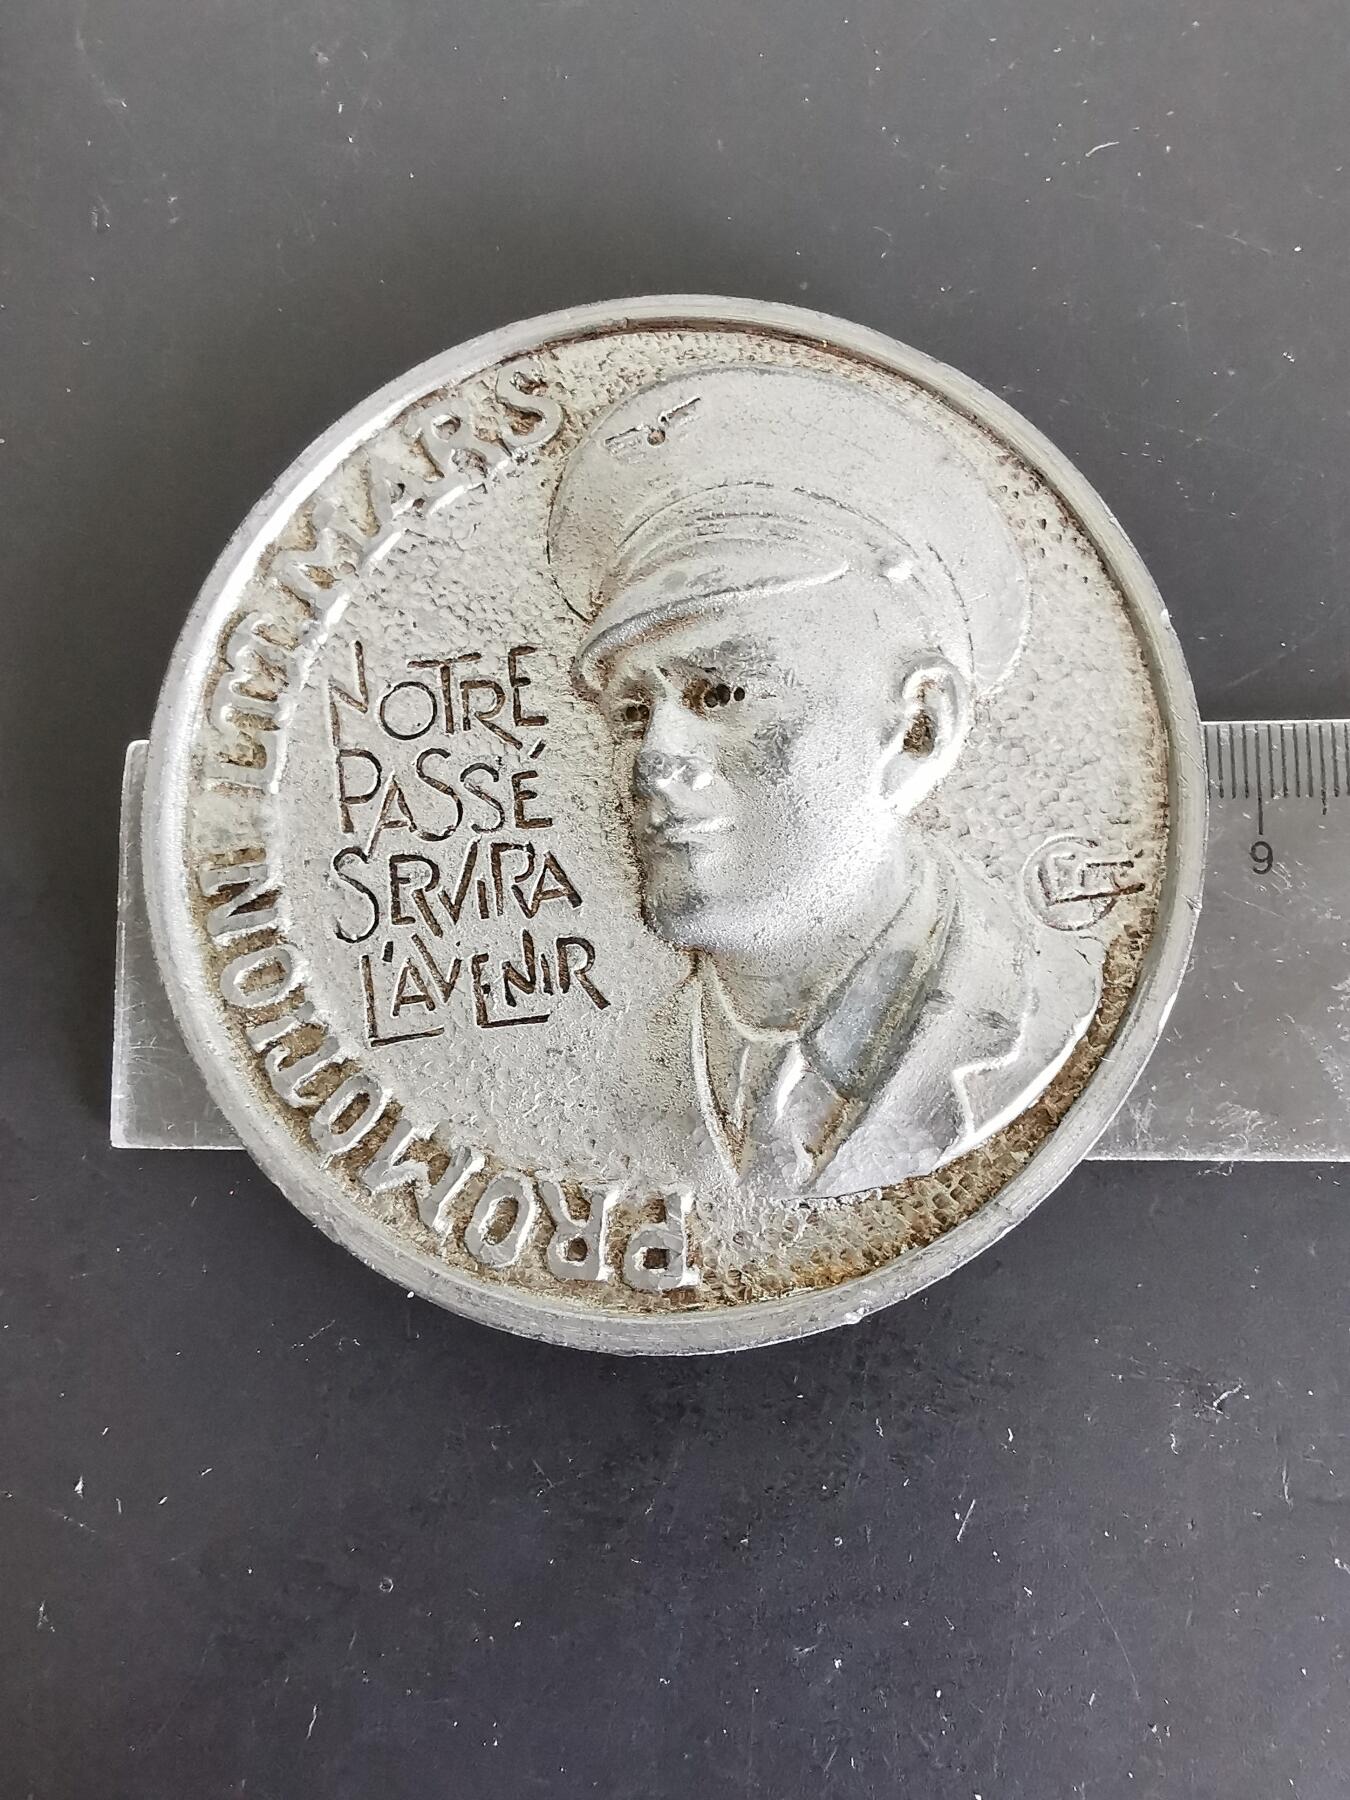 PROMOTION LT MARS
NOTRE
PASSÉ
SERVIRA
L'AVENIR
9